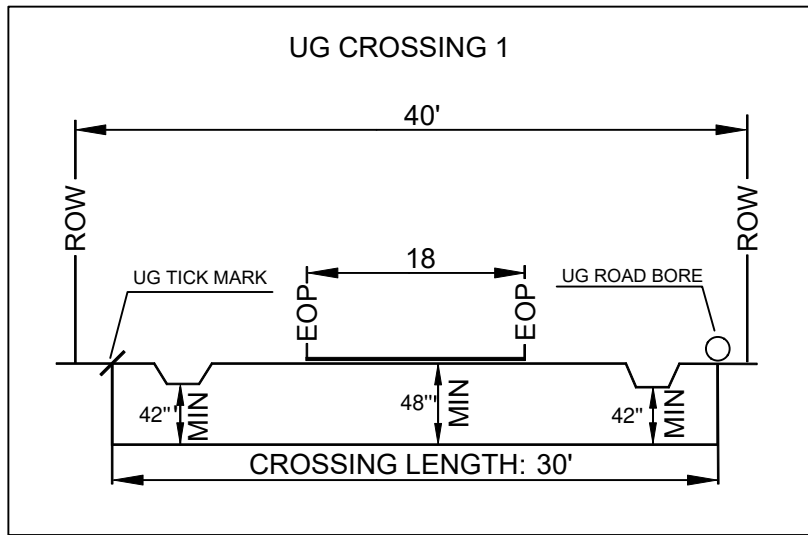 UG CROSSING 1
40'
ROW
ROW
UG TICK MARK
18
UG ROAD BORE
EOP
EOP
42"'
MIN
48"'
MIN
42"
MIN
CROSSING LENGTH: 30'